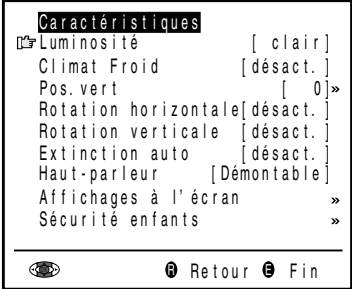 Caractéristiques
Luminosité [ clair]
Climat Froid [désact. ]
Pos.vert [ 0]»
Rotation horizontale[désact. ]
Rotation verticale [désact. ]
Extinction auto [désact. ]
Haut-parleur [Démontable]
Affichages à l'écran »
Sécurité enfants »
R Retour E Fin